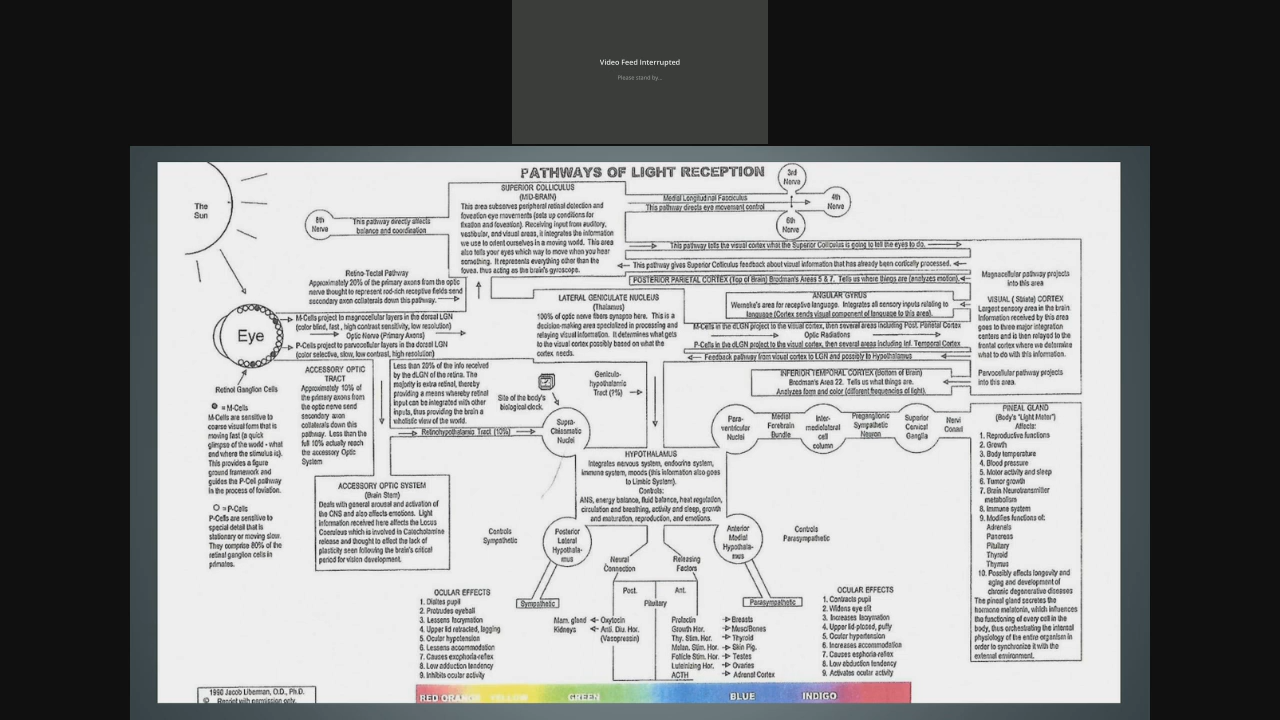 Video Feed Interrupted
Please stand by...
PATHWAYS OF LIGHT RECEPTION
The
Sun
8th
Nerve
This pathway directly affects
balance and coordination
SUPERIOR COLLICULUS
(MID-BRAIN)
This area subserves peripheral retinal detection and
foveation eye movements (sets up conditions for
fixation and foveation). Receiving input from auditory,
vestibular, and visual areas, it integrates the information
we use to orient ourselves in a moving world. This area
also tells your eyes which way to move when you hear
something. It represents everything other than the
fovea, thus acting as the brain's gyroscope.
3rd
Nerve
4th
Nerve
6th
Nerve
Medial Longitudinal Fasciculus
This pathway directs eye movement control
This pathway tells the visual cortex what the Superior Colliculus is going to tell the eyes to do.
This pathway gives Superior Colliculus feedback about visual information that has already been cortically processed.
POSTERIOR PARIETAL CORTEX (Top of Brain) Brodman's Areas 5 & 7. Tells us where things are (analyzes motion).
Retino-Tectal Pathway
Approximately 20% of the primary axons from the optic
nerve thought to represent rod-rich receptive fields send
secondary axon collaterals down this pathway.
Eye
M-Cells project to magnocellular layers in the dorsal LGN
(color blind, fast, high contrast sensitivity, low resolution)
Optic Nerve (Primary Axons)
P-Cells project to parvocellular layers in the dorsal LGN
(color selective, slow, low contrast, high resolution)
LATERAL GENICULATE NUCLEUS
(Thalamus)
100% of optic nerve fibers synapse here. This is a
decision-making area specialized in processing and
relaying visual information. It determines what gets
to the visual cortex possibly based on what the
cortex needs.
ANGULAR GYRUS
Wernicke's area for receptive language. Integrates all sensory inputs relating to
language (Cortex sends visual component of language to this area).
M-Cells in the dLGN project to the visual cortex, then several areas including Post. Parietal Cortex
Optic Radiations
P-Cells in the dLGN project to the visual cortex, then several areas including Inf. Temporal Cortex
Feedback pathway from visual cortex to LGN and possibly to Hypothalamus
INFERIOR TEMPORAL CORTEX (Bottom of Brain)
Brodman's Area 22. Tells us what things are.
Analyzes form and color (different frequencies of light).
Magnocellular pathway projects
into this area
VISUAL ( Striate) CORTEX
Largest sensory area in the brain
Information received by this area
goes to three major integration
centers and is then relayed to the
frontal cortex where we determine
what to do with this information.
Parvocellular pathway projects
into this area.
Retinal Ganglion Cells
= M-Cells
M-Cells are sensitive to
coarse visual form that is
moving fast (a quick
glimpse of the world - what
and where the stimulus is).
This provides a figure
ground framework and
guides the P-Cell pathway
in the process of foviation.
= P-Cells
P-Cells are sensitive to
special detail that is
stationary or moving slow.
They comprise 80% of the
retinal ganglion cells in
primates.
ACCESSORY OPTIC
TRACT
Approximately 10% of
the primary axons from
the optic nerve send
secondary axon
collaterals down this
pathway. Less than the
full 10% actually reach
the accessory Optic
System
Less than 20% of the info received
by the dLGN of the retina. The
majority is extra retinal, thereby
providing a means whereby retinal
input can be integrated with other
inputs, thus providing the brain a
wholistic view of the world.
Retinohypothalamic Tract (10%)
Site of the body's
biological-clock.
Geniculo-
hypothalamic
Tract (?%)
Supra-
Chiasmatic
Nuclei
Para-
ventricular
Nuclei
Medial
Forebrain
Bundle
Inter-
mediolateral
cell
column
Preganglionic
Sympathetic
Neuron
Superior
Cervical
Ganglia
Nervi
Conaii
ACCESSORY OPTIC SYSTEM
(Brain Stem)
Deals with general arousal and activation of
the CNS and also effects emotions. Light
information received here affects the Locus
Coeruleus which is involved in Catecholamine
release and thought to effect the lack of
plasticity seen following the brain's critical
period for vision development.
HYPOTHALAMUS
Integrates nervous system, endocrine system,
immune system, moods (this information also goes
to Limbic System).
Controls:
ANS, energy balance, fluid balance, heat regulation,
circulation and breathing, activity and sleep, growth
and maturation, reproduction, and emotions.
Controls
Sympathetic
Posterior
Lateral
Hypothala-
mus
Anterior
Medial
Hypothala-
mus
Controls
Parasympathetic
Neural
Connection
Releasing
Factors
Post.
Ant.
Pituitary
Sympathetic
Parasympathetic
OCULAR EFFECTS
1. Dialtes pupil
2. Protrudes eyeball
3. Lessens lacrymation
4. Upper lid retracted, lagging
5. Ocular hypotension
6. Lessens accommodation
7. Causes exophoria-reflex
8. Low adduction tendency
9. Inhibits ocular activity
Mam. gland
Oxytocin
Kidneys
Anti. Diu. Hor.
(Vasopressin)
Prolactin
Breasts
Growth Hor.
Musc/Bones
Thy. Stim. Hor.
Thyroid
Melan. Stim. Hor.
Skin Pig.
Follicle Stim. Hor.
Testes
Luteinizing Hor.
Ovaries
ACTH
Adrenal Cortex
OCULAR EFFECTS
1. Contracts pupil
2. Widens eye slit
3. Increases lacrymation
4. Upper lid placed, puffy
5. Ocular hypertension
6. Increases accommodation
7. Causes esophoria-reflex
8. Low abduction tendency
9. Activates ocular activity
PINEAL GLAND
(Body's "Light Meter")
Affects:
1. Reproductive functions
2. Growth
3. Body temperature
4. Blood pressure
5. Motor activity and sleep
6. Tumor growth
7. Brain Neurotransmitter
metabolism
8. Immune system
9. Modifies functions of:
Adrenals
Pancreas
Pituitary
Thyroid
Thymus
10. Possibly effects longevity and
aging and development of
chronic degenerative diseases
The pineal gland secretes the
hormone melatonin, which influences
the functioning of every cell in the
body, thus orchestrating the internal
physiology of the entire organism in
order to synchronize it with the
external environment.
1990 Jacob Liberman, O.D., Ph.D.
© Reprint with permission only.
RED ORANGE YELLOW GREEN BLUE INDIGO